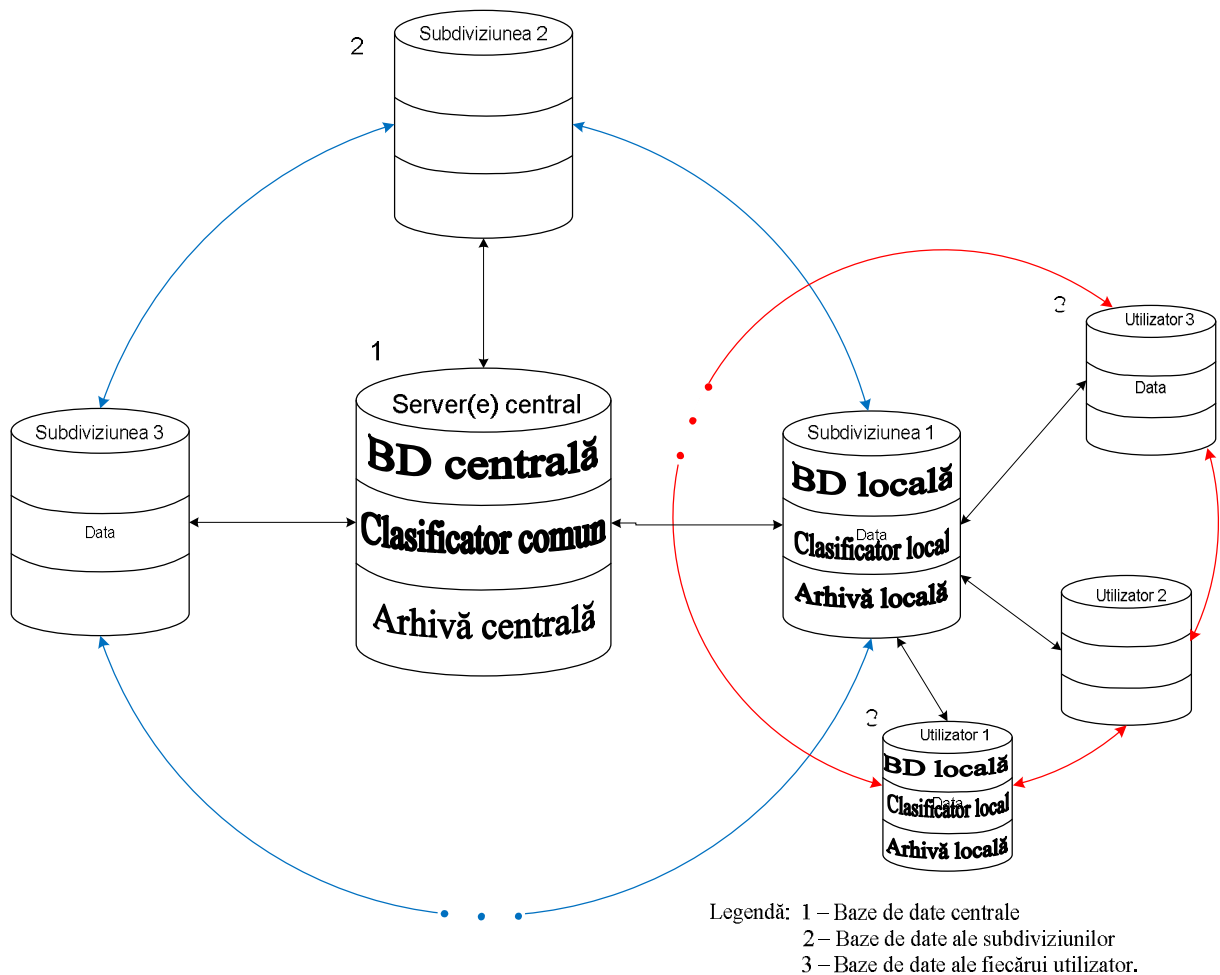 Subdiviziunea 2
2
1
Server(e) central
BD centrală
Clasificator comun
Arhivă centrală
Subdiviziunea 3
Data
Subdiviziunea 1
BD locală
Data
Clasificator local
Arhivă locală
3
Utilizator 3
Data
Utilizator 2
3
Utilizator 1
BD locală
Data
Clasificator local
Arhivă locală
Legendă: 1 – Baze de date centrale
2 – Baze de date ale subdiviziunilor
3 – Baze de date ale fiecărui utilizator.